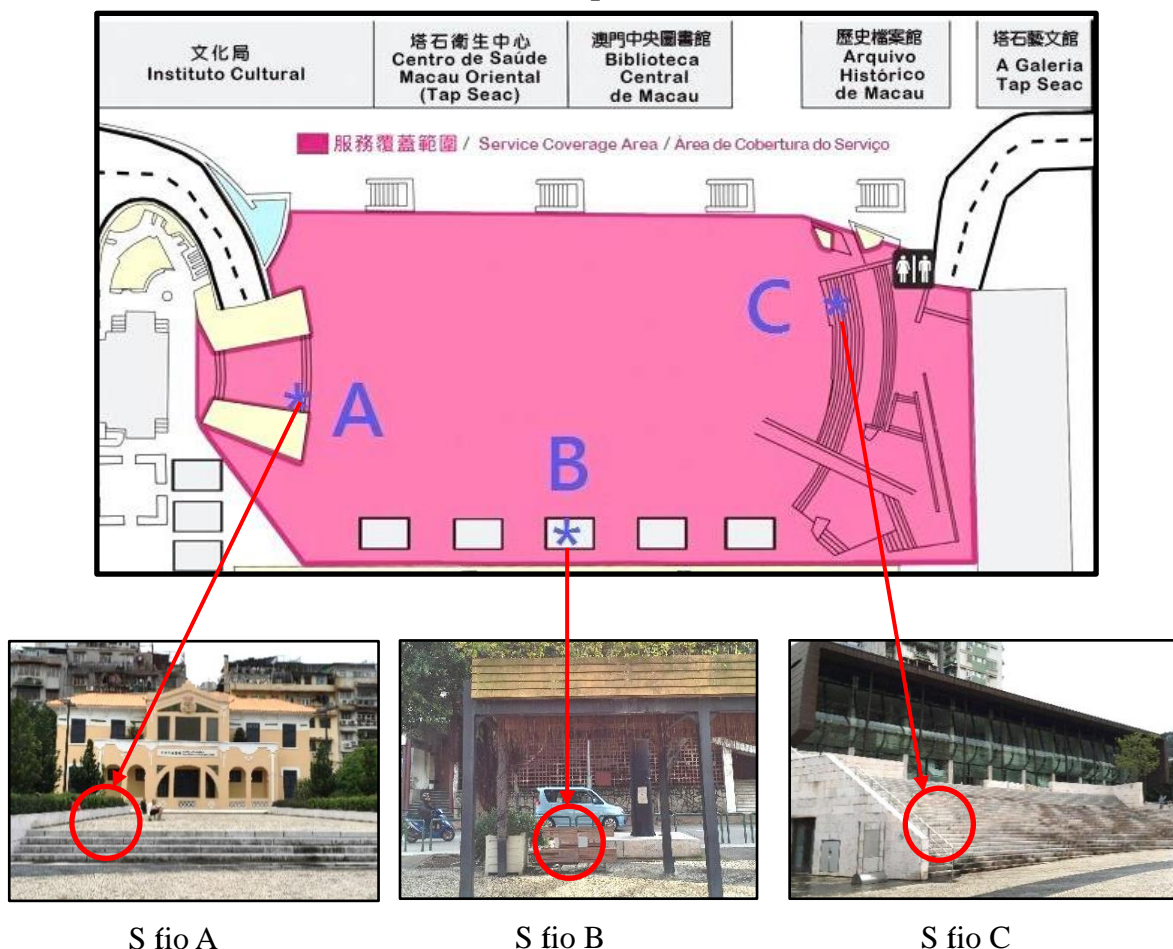 文化局
Instituto Cultural
塔石衛生中心
Centro de Saúde
Macau Oriental
(Tap Seac)
澳門中央圖書館
Biblioteca
Central
de Macau
歷史檔案館
Arquivo
Histórico
de Macau
塔石藝文館
A Galeria
Tap Seac
服務覆蓋範圍 / Service Coverage Area / Área de Cobertura do Serviço
C
A
B
S fio A
S fio B
S fio C